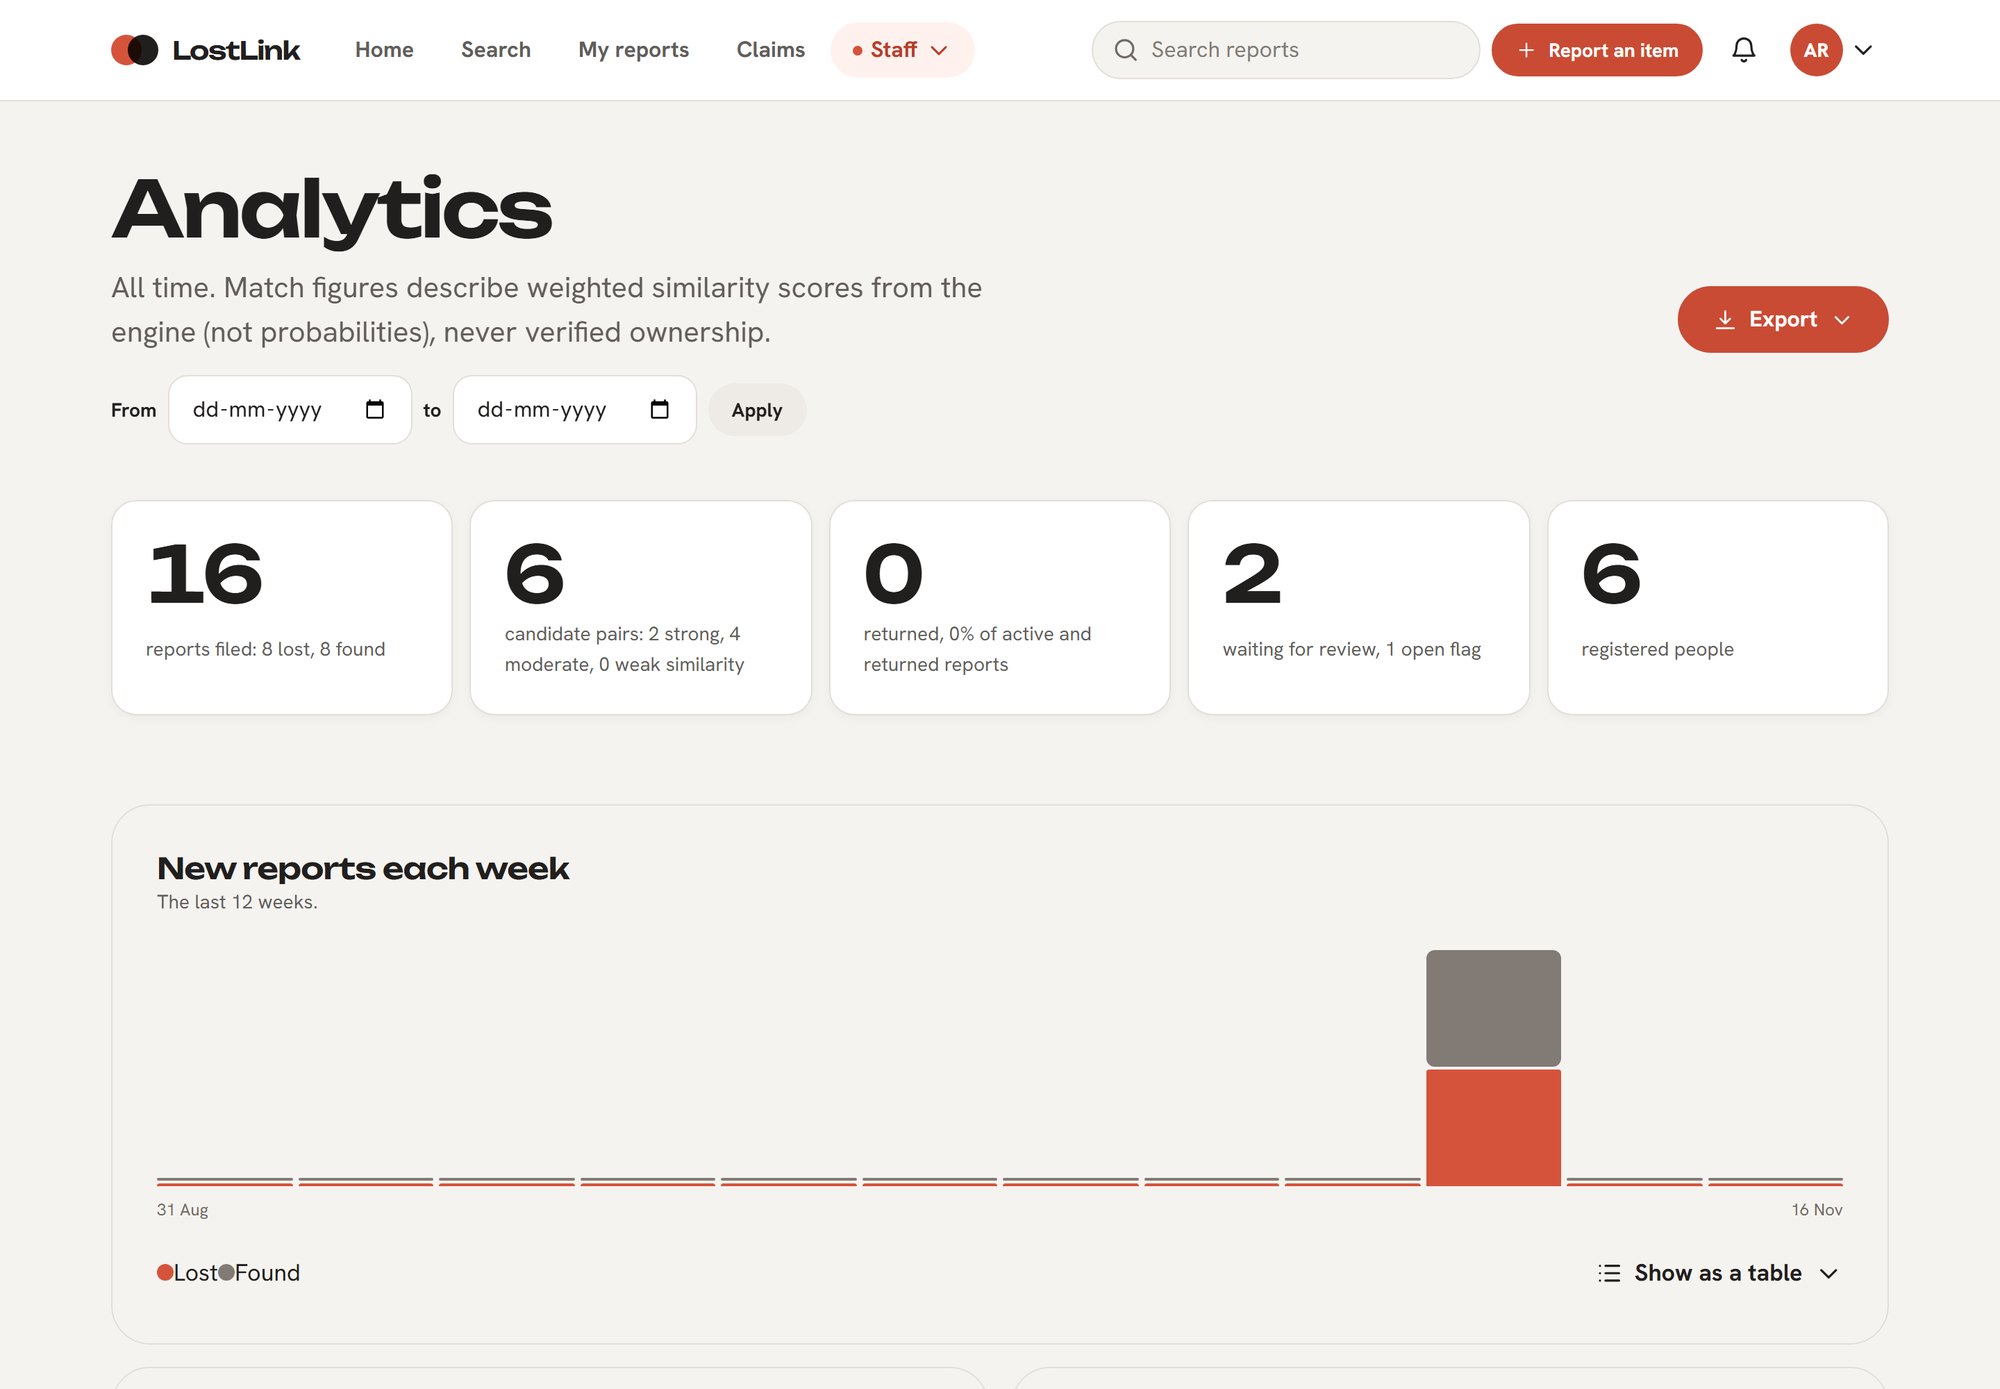 LostLink Home Search My reports Claims Staff Search reports Report an item AR
Analytics
All time. Match figures describe weighted similarity scores from the
engine (not probabilities), never verified ownership.
Export
From dd-mm-yyyy to dd-mm-yyyy Apply
16
reports filed: 8 lost, 8 found
6
candidate pairs: 2 strong, 4
moderate, 0 weak similarity
0
returned, 0% of active and
returned reports
2
waiting for review, 1 open flag
6
registered people
New reports each week
The last 12 weeks.
31 Aug 16 Nov
Lost Found Show as a table